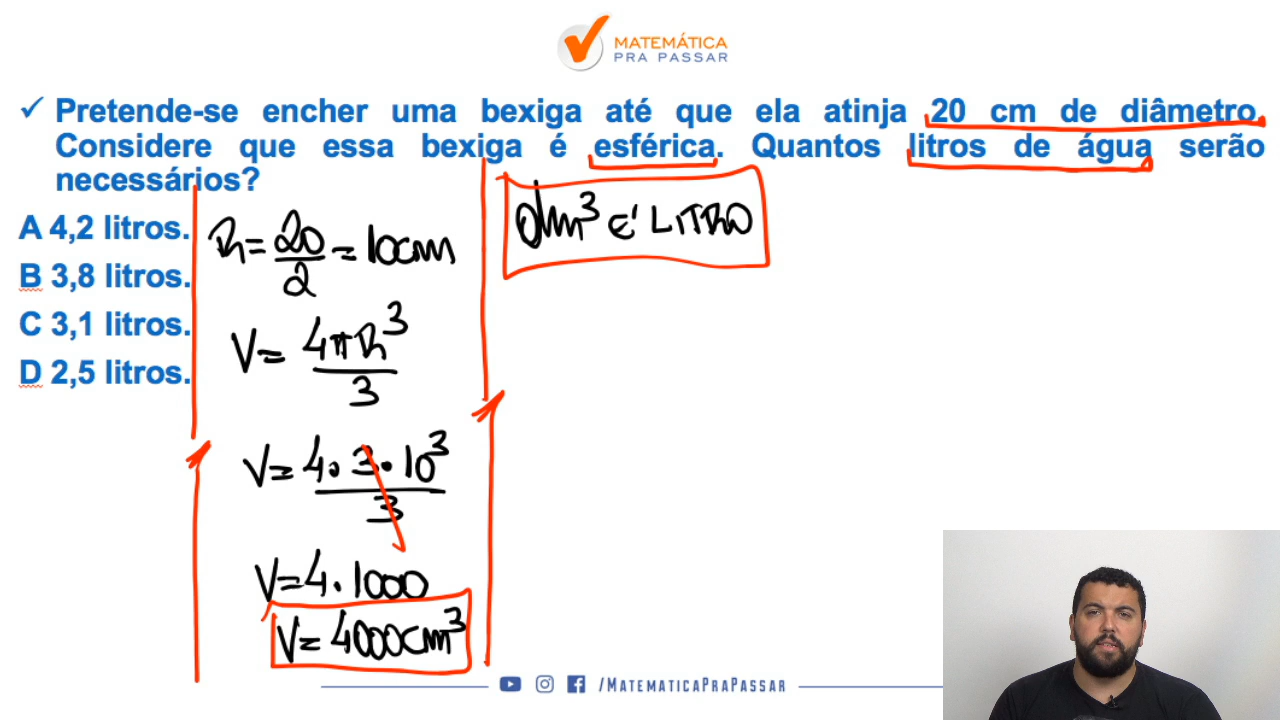 MATEMÁTICA
PRA PASSAR
✓ Pretende-se encher uma bexiga até que ela atinja 20 cm de diâmetro.
Considere que essa bexiga é esférica. Quantos litros de água serão
necessários?
A 4,2 litros.
B 3,8 litros.
C 3,1 litros.
D 2,5 litros.
R = 20/2 = 10cm
V = 4πR³/3
V = 4·3·10³/3
V = 4·1000
V = 4000cm³
dm³ É LITRO
/MATEMATICAPRAPASSAR